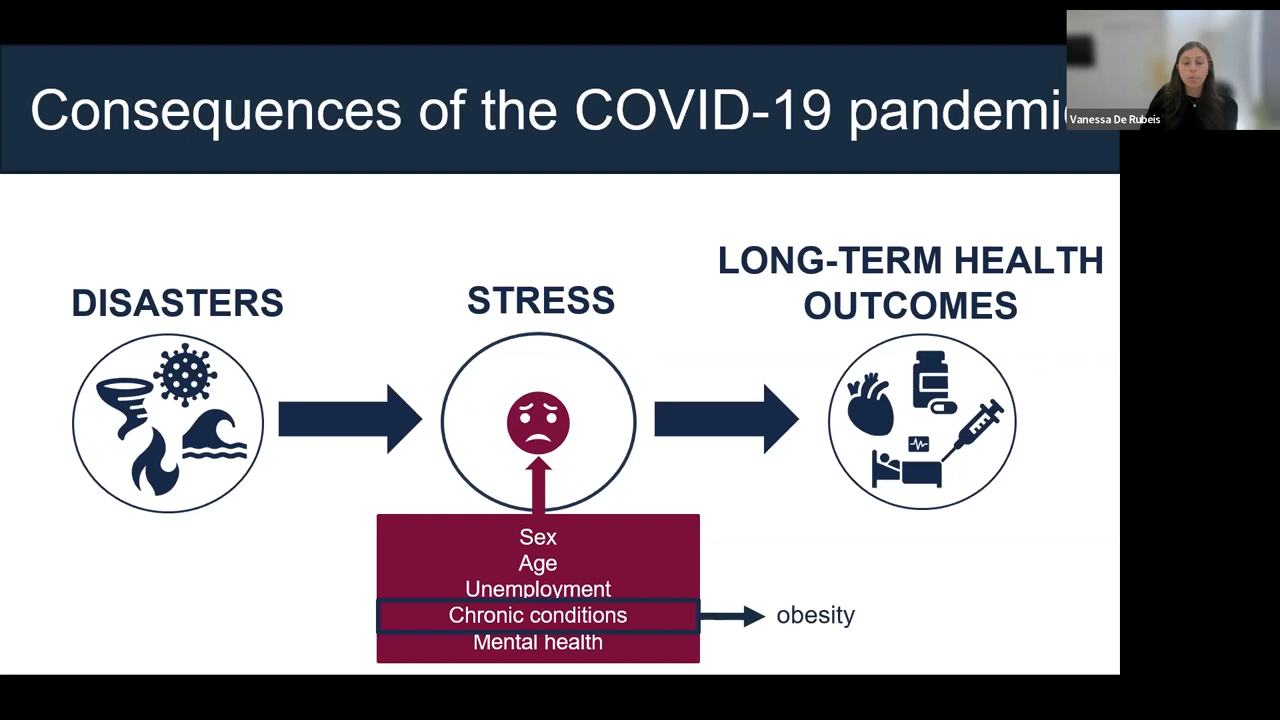 Consequences of the COVID-19 pandemic
Vanessa De Rubeis
DISASTERS
STRESS
LONG-TERM HEALTH
OUTCOMES
Sex
Age
Unemployment
Chronic conditions
obesity
Mental health